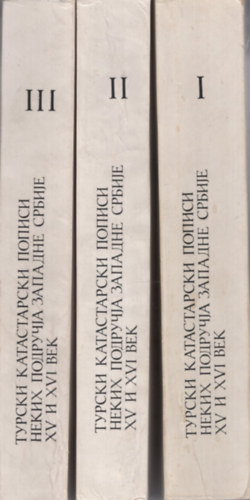 III
ТУРСКИ КАТАСТАРСКИ ПОПИСИ
НЕКИХ ПОДРУЧЈА ЗАПАДНЕ СРБИЈЕ
XV И XVI ВЕК
II
ТУРСКИ КАТАСТАРСКИ ПОПИСИ
НЕКИХ ПОДРУЧЈА ЗАПАДНЕ СРБИЈЕ
XV И XVI ВЕК
I
ТУРСКИ КАТАСТАРСКИ ПОПИСИ
НЕКИХ ПОДРУЧЈА ЗАПАДНЕ СРБИЈЕ
XV И XVI ВЕК